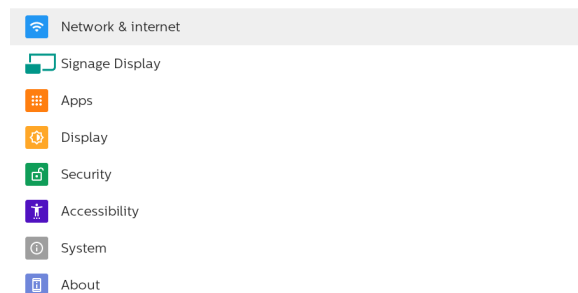 Network & internet
Signage Display
Apps
Display
Security
Accessibility
System
About